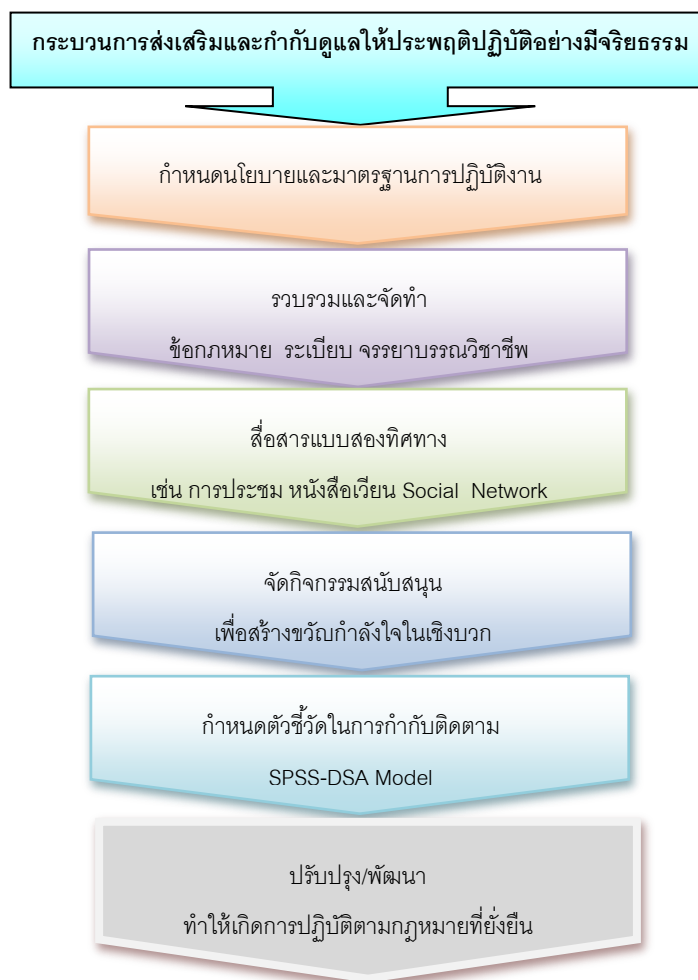 กระบวนการส่งเสริมและกำกับดูแลให้ประพฤติปฏิบัติอย่างมีจริยธรรม
กำหนดนโยบายและมาตรฐานการปฏิบัติงาน
รวบรวมและจัดทำ
ข้อกภหมาย ระเบียบ จรรยาบรรณวิชาชีพ
สื่อสารแบบสองทิศทาง
เช่น การประชม หนังสือเวียน Social Network
จัดกิจกรรมสนับสนุน
เพื่อสร้างขวัญกำลังใจในเชิงบวก
กำหนดตัวชี้วัดในการกำกับติดตาม
SPSS-DSA Model
ปรับปรุง/พัฒนา
ทำให้เกิดการปฏิบัติตามกฎหมายที่ยั่งยืน